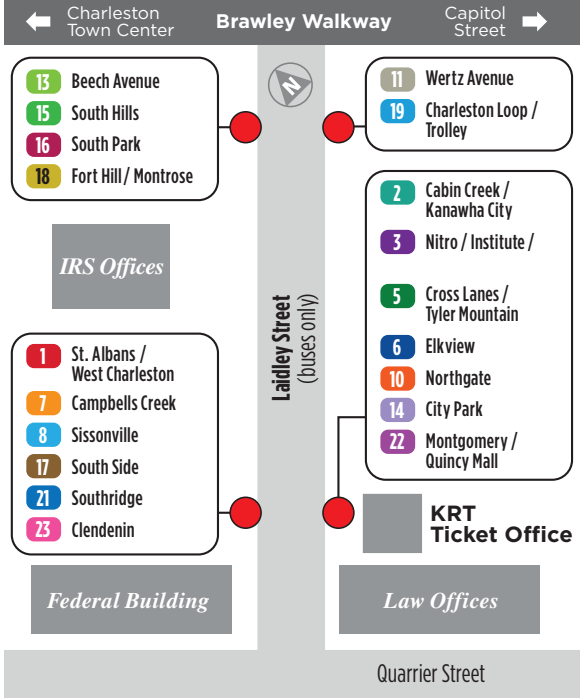 Charleston
Town Center
Brawley Walkway
Capitol
Street
13 Beech Avenue
15 South Hills
16 South Park
18 Fort Hill / Montrose
N
11 Wertz Avenue
19 Charleston Loop /
Trolley
2 Cabin Creek /
Kanawha City
3 Nitro / Institute /
5 Cross Lanes /
Tyler Mountain
6 Elkview
10 Northgate
14 City Park
22 Montgomery /
Quincy Mall
IRS Offices
Laidley Street
(buses only)
1 St. Albans /
West Charleston
7 Campbells Creek
8 Sissonville
17 South Side
21 Southridge
23 Clendenin
KRT
Ticket Office
Federal Building
Law Offices
Quarrier Street